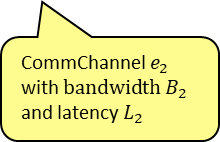 CommChannel e₂
with bandwidth B₂
and latency L₂